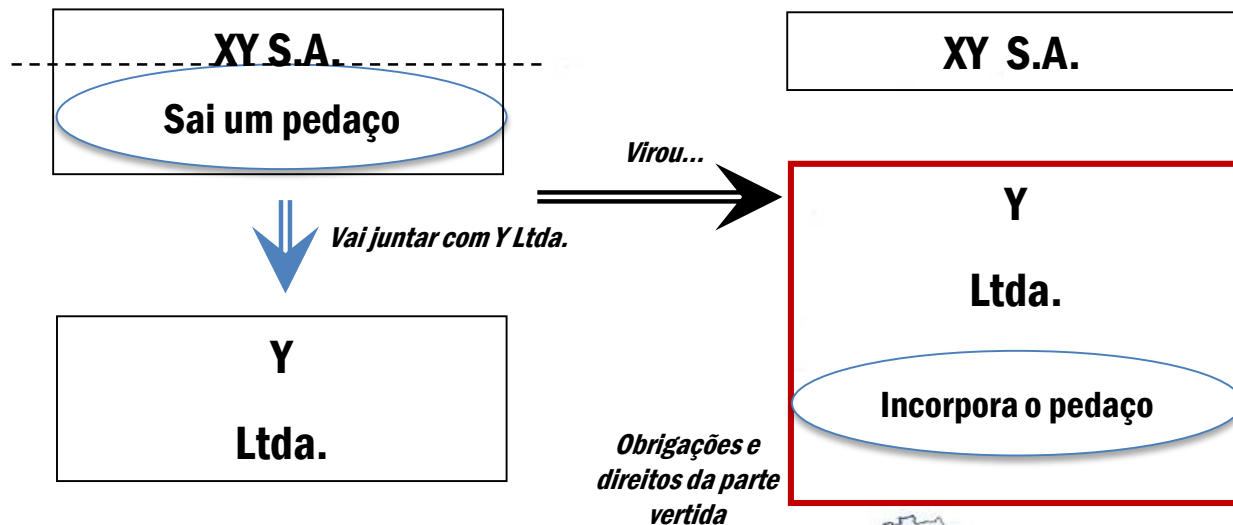 XY S.A.
Sai um pedaço
Vai juntar com Y Ltda.
Y
Ltda.
Virou...
XY S.A.
Y
Ltda.
Incorpora o pedaço
Obrigações e
direitos da parte
vertida